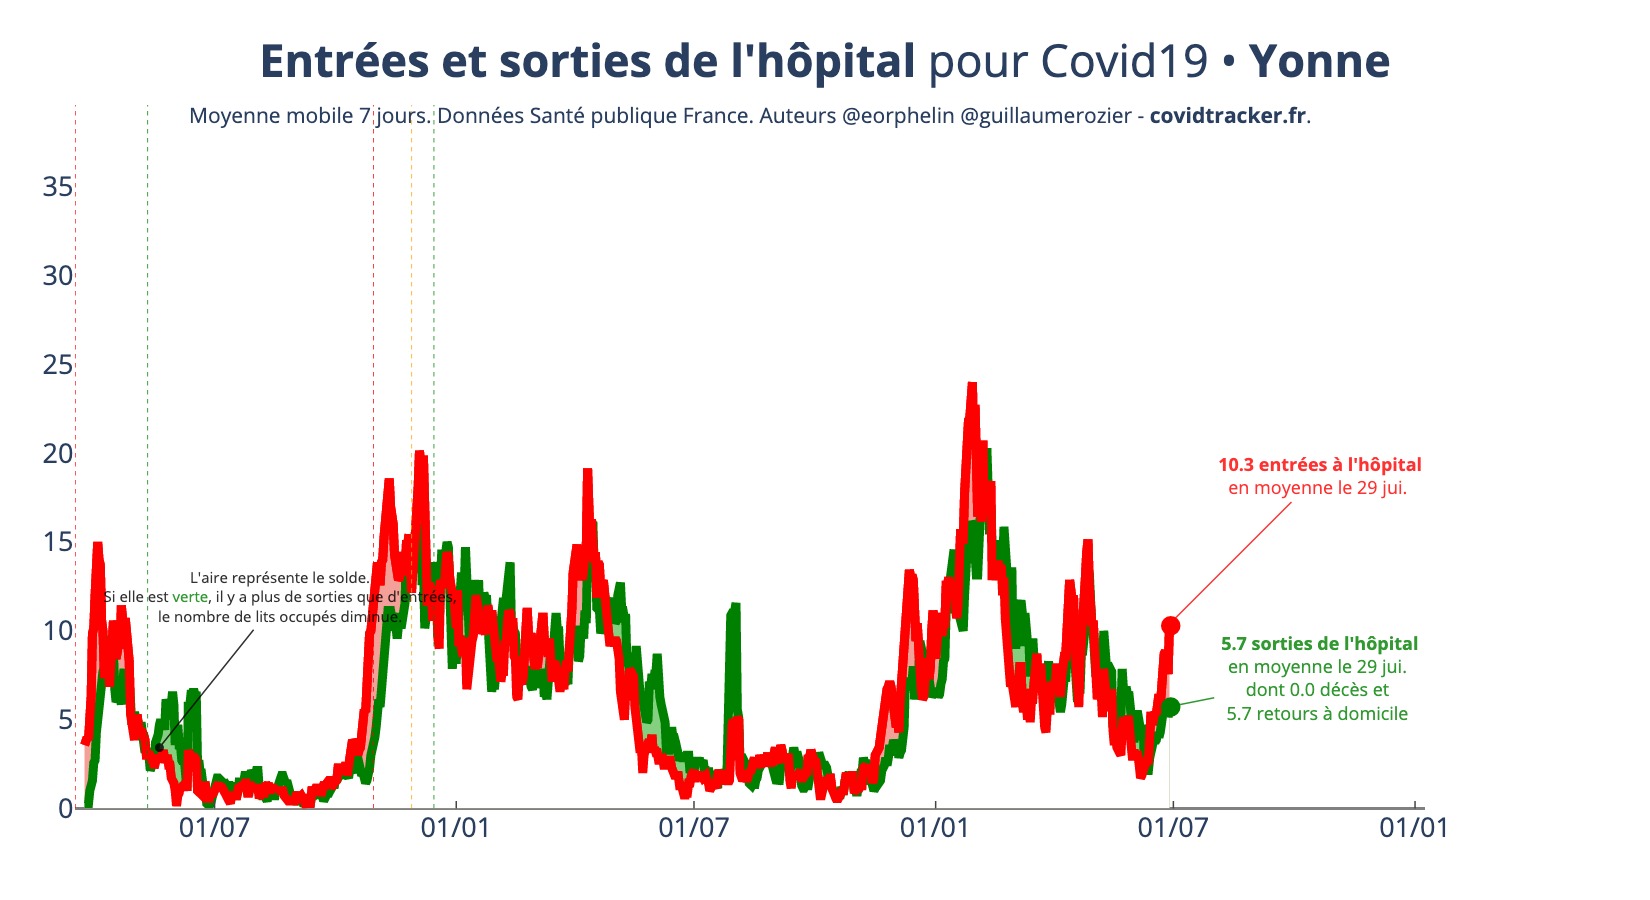 Entrées et sorties de l'hôpital pour Covid19 • Yonne
Moyenne mobile 7 jours. Données Santé publique France. Auteurs @eorphelin @guillaumerozier - covidtracker.fr.
35
30
25
20
15
10
5
0
L'aire représente le solde.
Si elle est verte, il y a plus de sorties que d'entrées,
le nombre de lits occupés diminue.
10.3 entrées à l'hôpital
en moyenne le 29 jui.
5.7 sorties de l'hôpital
en moyenne le 29 jui.
dont 0.0 décès et
5.7 retours à domicile
01/07
01/01
01/07
01/01
01/07
01/01